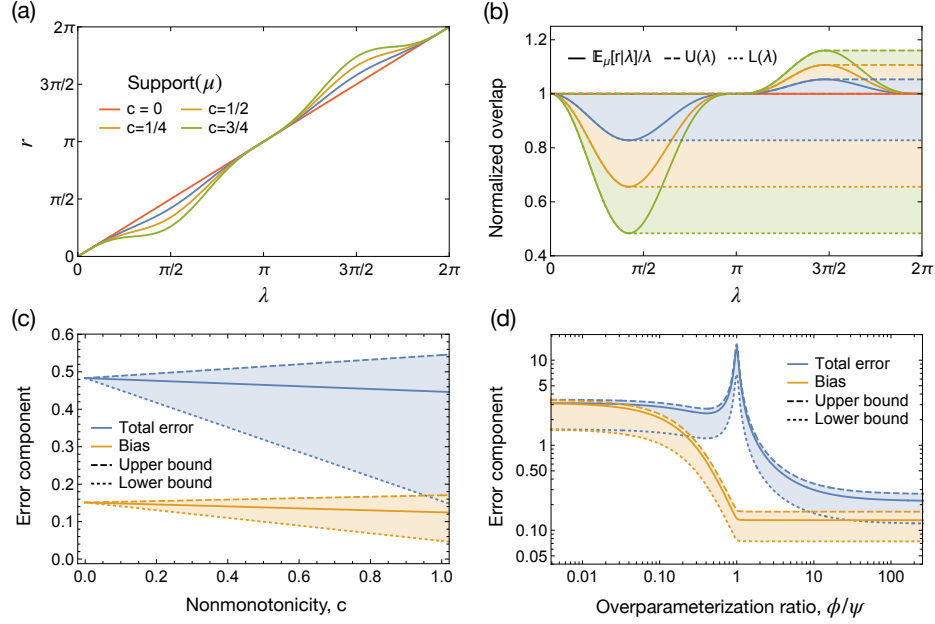 (a)
2π
3π/2
π
π/2
0
r
Support(μ)
c = 0
c=1/2
c=1/4
c=3/4
0
π/2
π
3π/2
2π
λ
(b)
1.2
1.0
0.8
0.6
0.4
Normalized overlap
𝔼μ[r|λ]/λ
U(λ)
L(λ)
0
π/2
π
3π/2
2π
λ
(c)
0.6
0.5
0.4
0.3
0.2
0.1
0.0
Error component
Total error
Bias
Upper bound
Lower bound
0.0
0.2
0.4
0.6
0.8
1.0
Nonmonotonicity, c
(d)
10
5
1
0.50
0.10
0.05
Error component
Total error
Bias
Upper bound
Lower bound
0.01
0.10
1
10
100
Overparameterization ratio, ϕ/ψ